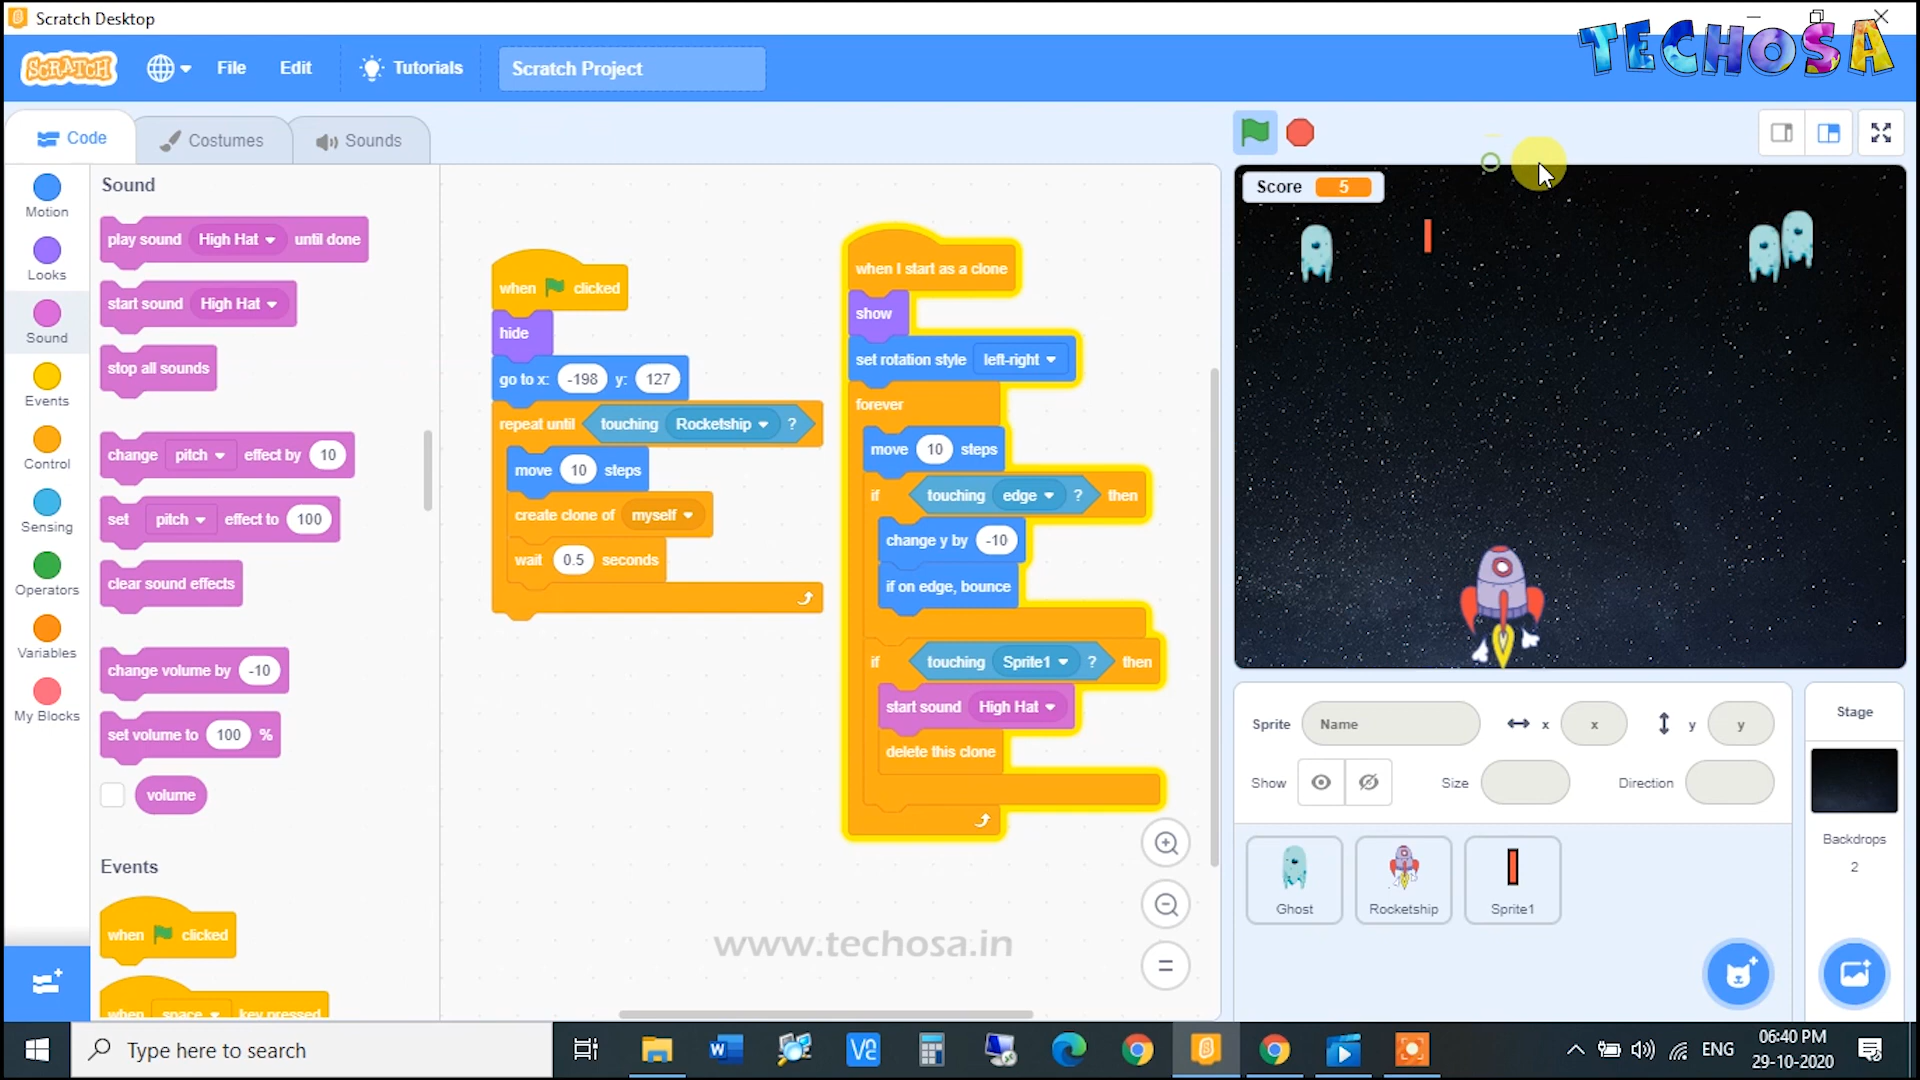 Scratch Desktop
TECHOSA
SCRATCH
File
Edit
Tutorials
Scratch Project
Code
Costumes
Sounds
Motion
Looks
Sound
Events
Control
Sensing
Operators
Variables
My Blocks
Sound
play sound High Hat until done
start sound High Hat
stop all sounds
change pitch effect by 10
set pitch effect to 100
clear sound effects
change volume by -10
set volume to 100 %
volume
Events
when clicked
when space key pressed
when clicked
hide
go to x: -198 y: 127
repeat until touching Rocketship ?
move 10 steps
create clone of myself
wait 0.5 seconds
when I start as a clone
show
set rotation style left-right
forever
move 10 steps
if touching edge ? then
change y by -10
if on edge, bounce
if touching Sprite1 ? then
start sound High Hat
delete this clone
www.techosa.in
Score 5
Sprite Name x x y y
Show Size Direction
Ghost
Rocketship
Sprite1
Stage
Backdrops
2
Type here to search
ENG
06:40 PM
29-10-2020